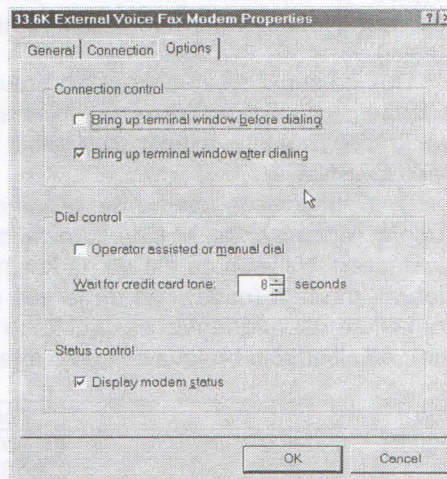 33.6K External Voice Fax Modem Properties
General Connection Options
Connection control
Bring up terminal window before dialing
Bring up terminal window after dialing
Dial control
Operator assisted or manual dial
Wait for credit card tone: 8 seconds
Status control
Display modem status
OK Cancel